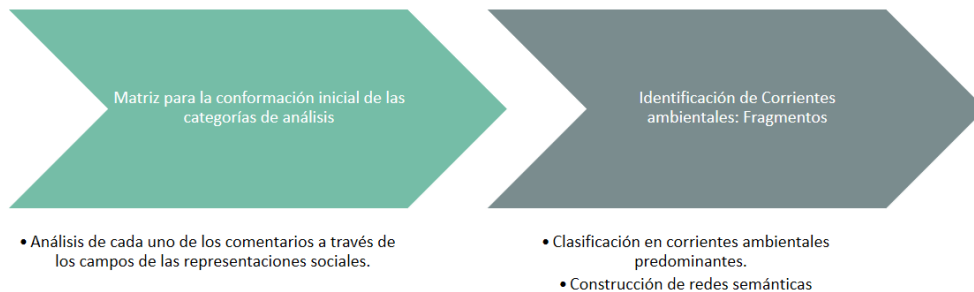 Matriz para la conformación inicial de las
categorías de análisis
• Análisis de cada uno de los comentarios a través de
los campos de las representaciones sociales.
Identificación de Corrientes
ambientales: Fragmentos
• Clasificación en corrientes ambientales
predominantes.
• Construcción de redes semánticas